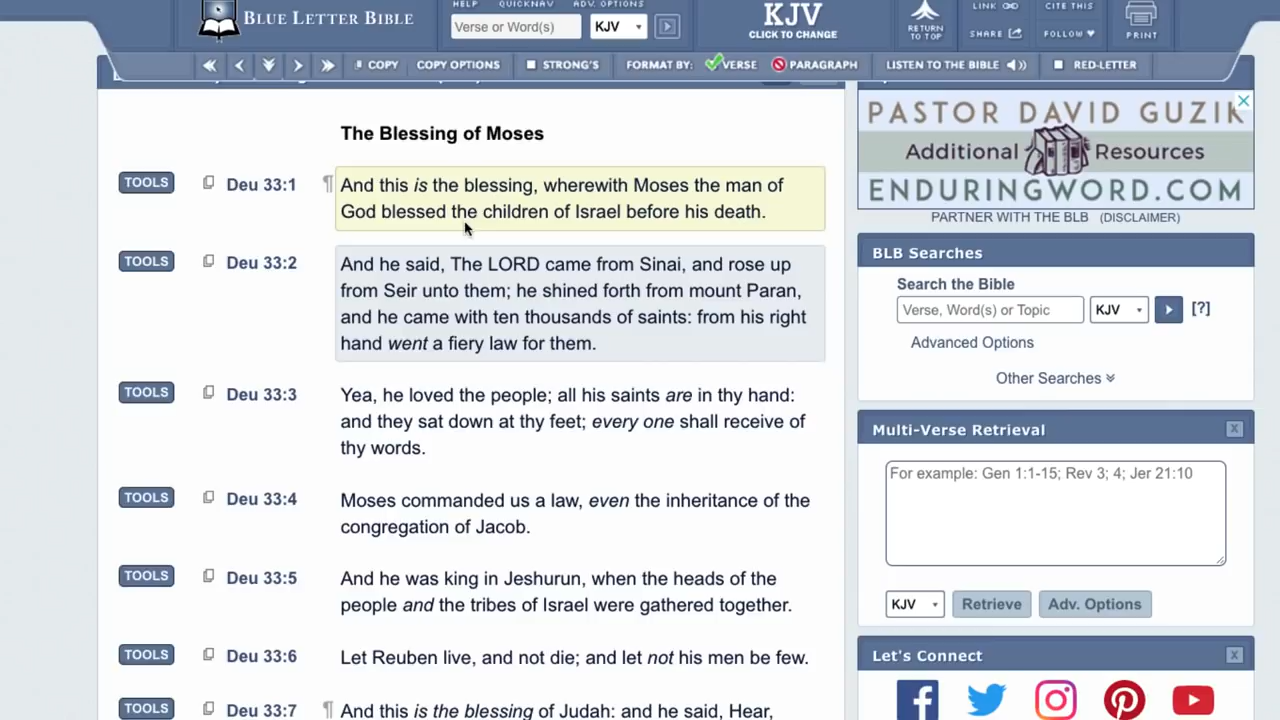 BLUE LETTER BIBLE
HELP QUICKNAV ADV. OPTIONS
Verse or Word(s)
KJV
KJV
CLICK TO CHANGE
RETURN
TO TOP
LINK
SHARE
CITE THIS
FOLLOW
PRINT
COPY COPY OPTIONS STRONG'S FORMAT BY: VERSE PARAGRAPH LISTEN TO THE BIBLE RED-LETTER
The Blessing of Moses
TOOLS Deu 33:1 ¶ And this is the blessing, wherewith Moses the man of
God blessed the children of Israel before his death.
TOOLS Deu 33:2 And he said, The LORD came from Sinai, and rose up
from Seir unto them; he shined forth from mount Paran,
and he came with ten thousands of saints: from his right
hand went a fiery law for them.
TOOLS Deu 33:3 Yea, he loved the people; all his saints are in thy hand:
and they sat down at thy feet; every one shall receive of
thy words.
TOOLS Deu 33:4 Moses commanded us a law, even the inheritance of the
congregation of Jacob.
TOOLS Deu 33:5 And he was king in Jeshurun, when the heads of the
people and the tribes of Israel were gathered together.
TOOLS Deu 33:6 Let Reuben live, and not die; and let not his men be few.
TOOLS Deu 33:7 ¶ And this is the blessing of Judah: and he said, Hear,
PASTOR DAVID GUZIK
Additional Resources
ENDURINGWORD.COM
PARTNER WITH THE BLB (DISCLAIMER)
BLB Searches
Search the Bible
Verse, Word(s) or Topic KJV [?]
Advanced Options
Other Searches
Multi-Verse Retrieval X
For example: Gen 1:1-15; Rev 3; 4; Jer 21:10
KJV Retrieve Adv. Options
Let's Connect X